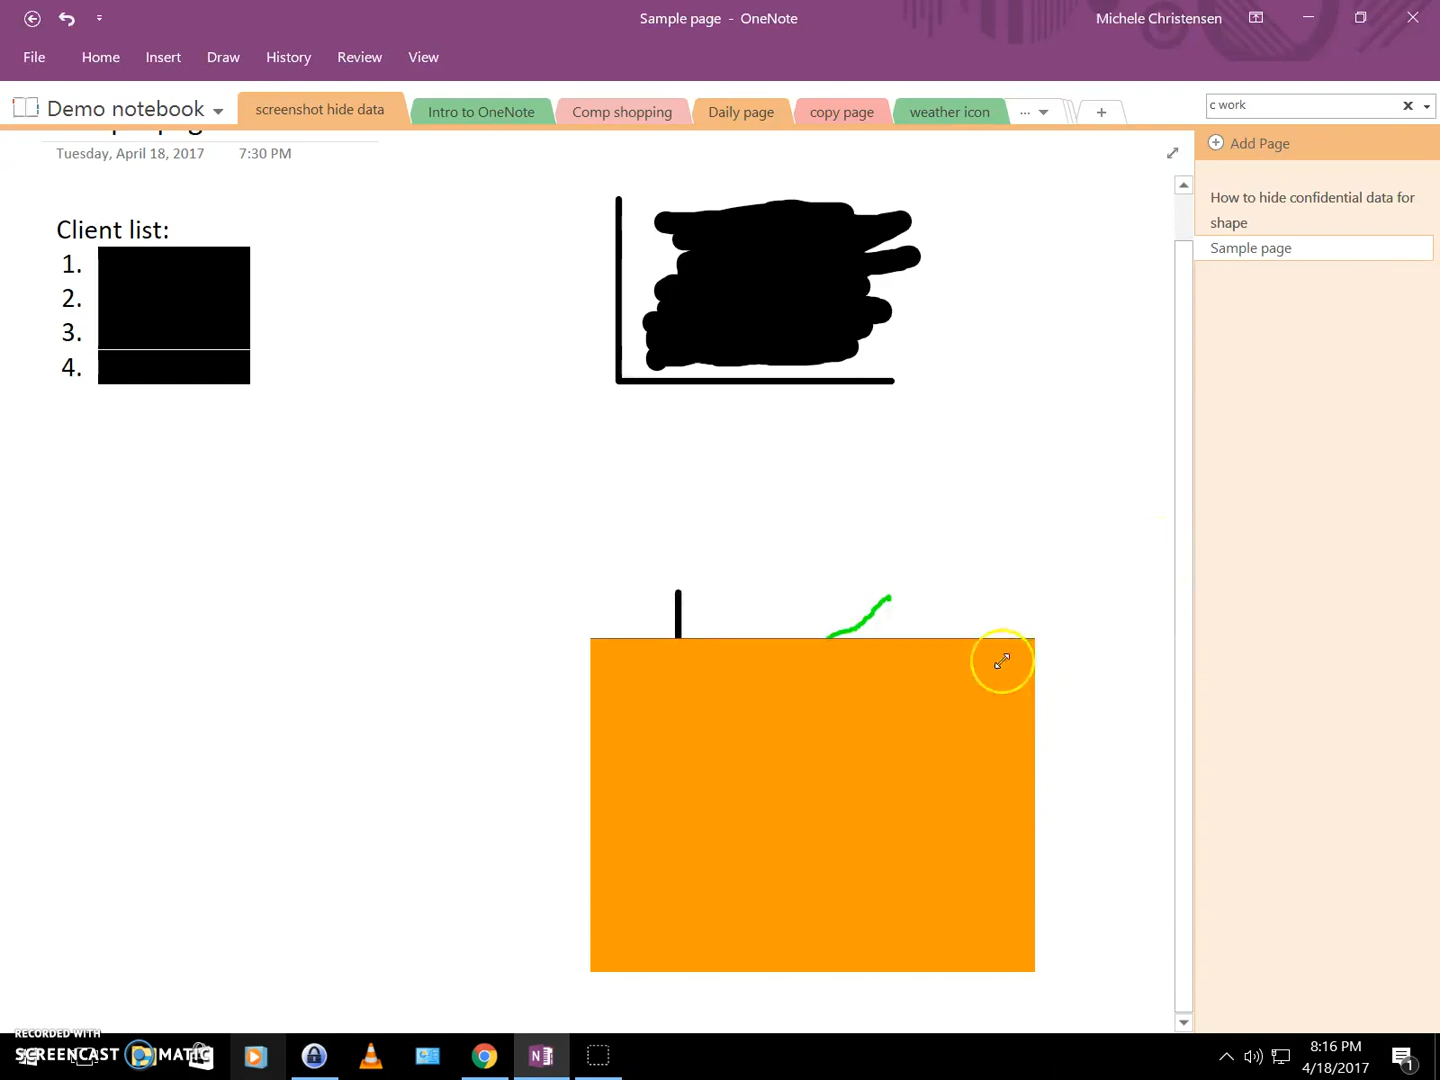 Sample page - OneNote
Michele Christensen
File
Home
Insert
Draw
History
Review
View
Demo notebook
screenshot hide data
Intro to OneNote
Comp shopping
Daily page
copy page
weather icon
...
c work
Tuesday, April 18, 2017
7:30 PM
Add Page
How to hide confidential data for
shape
Sample page
Client list:
1.
2.
3.
4.
RECORDED WITH
SCREENCAST MATIC
8:16 PM
4/18/2017
1